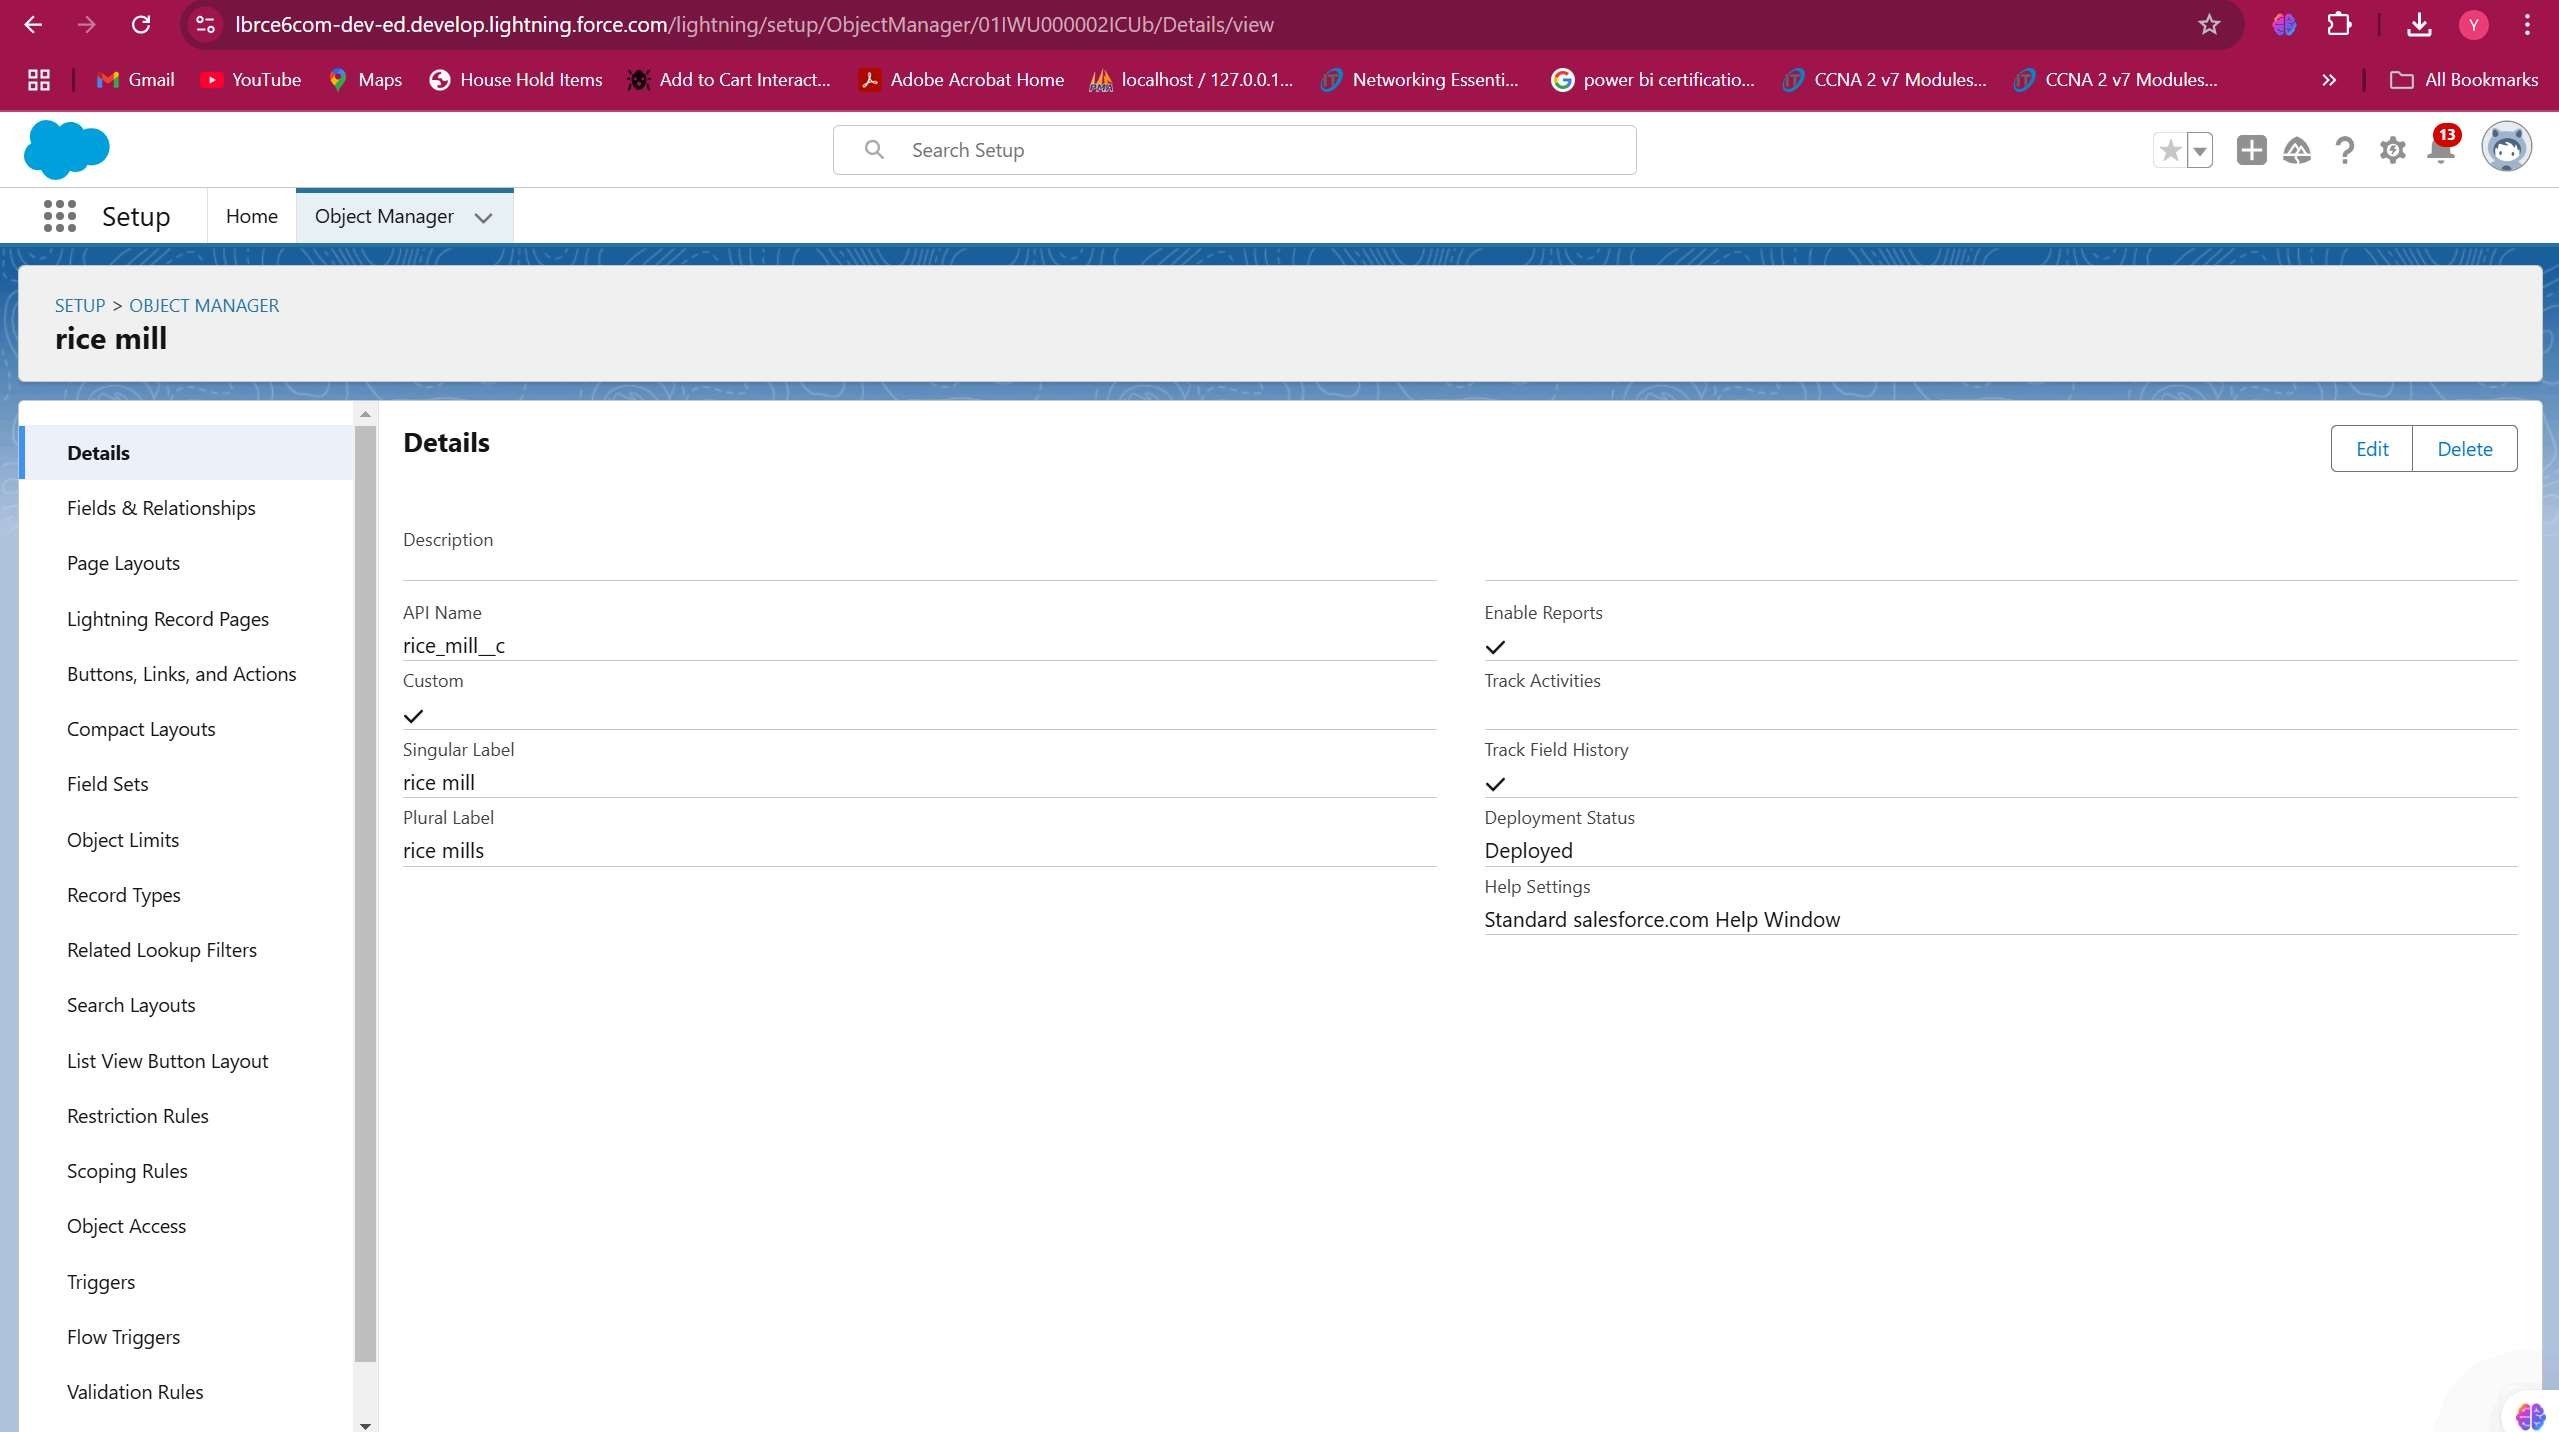 lbrce6com-dev-ed.develop.lightning.force.com/lightning/setup/ObjectManager/01IWU000002ICUb/Details/view
Gmail YouTube Maps House Hold Items Add to Cart Interact... Adobe Acrobat Home localhost / 127.0.0.1... Networking Essenti... power bi certificatio... CCNA 2 v7 Modules... CCNA 2 v7 Modules... » All Bookmarks
Search Setup
13
Y
Setup Home Object Manager
SETUP > OBJECT MANAGER
rice mill
Details
Fields & Relationships
Page Layouts
Lightning Record Pages
Buttons, Links, and Actions
Compact Layouts
Field Sets
Object Limits
Record Types
Related Lookup Filters
Search Layouts
List View Button Layout
Restriction Rules
Scoping Rules
Object Access
Triggers
Flow Triggers
Validation Rules
Details
Edit Delete
Description
API Name
rice_mill__c
Custom
Singular Label
rice mill
Plural Label
rice mills
Enable Reports
Track Activities
Track Field History
Deployment Status
Deployed
Help Settings
Standard salesforce.com Help Window